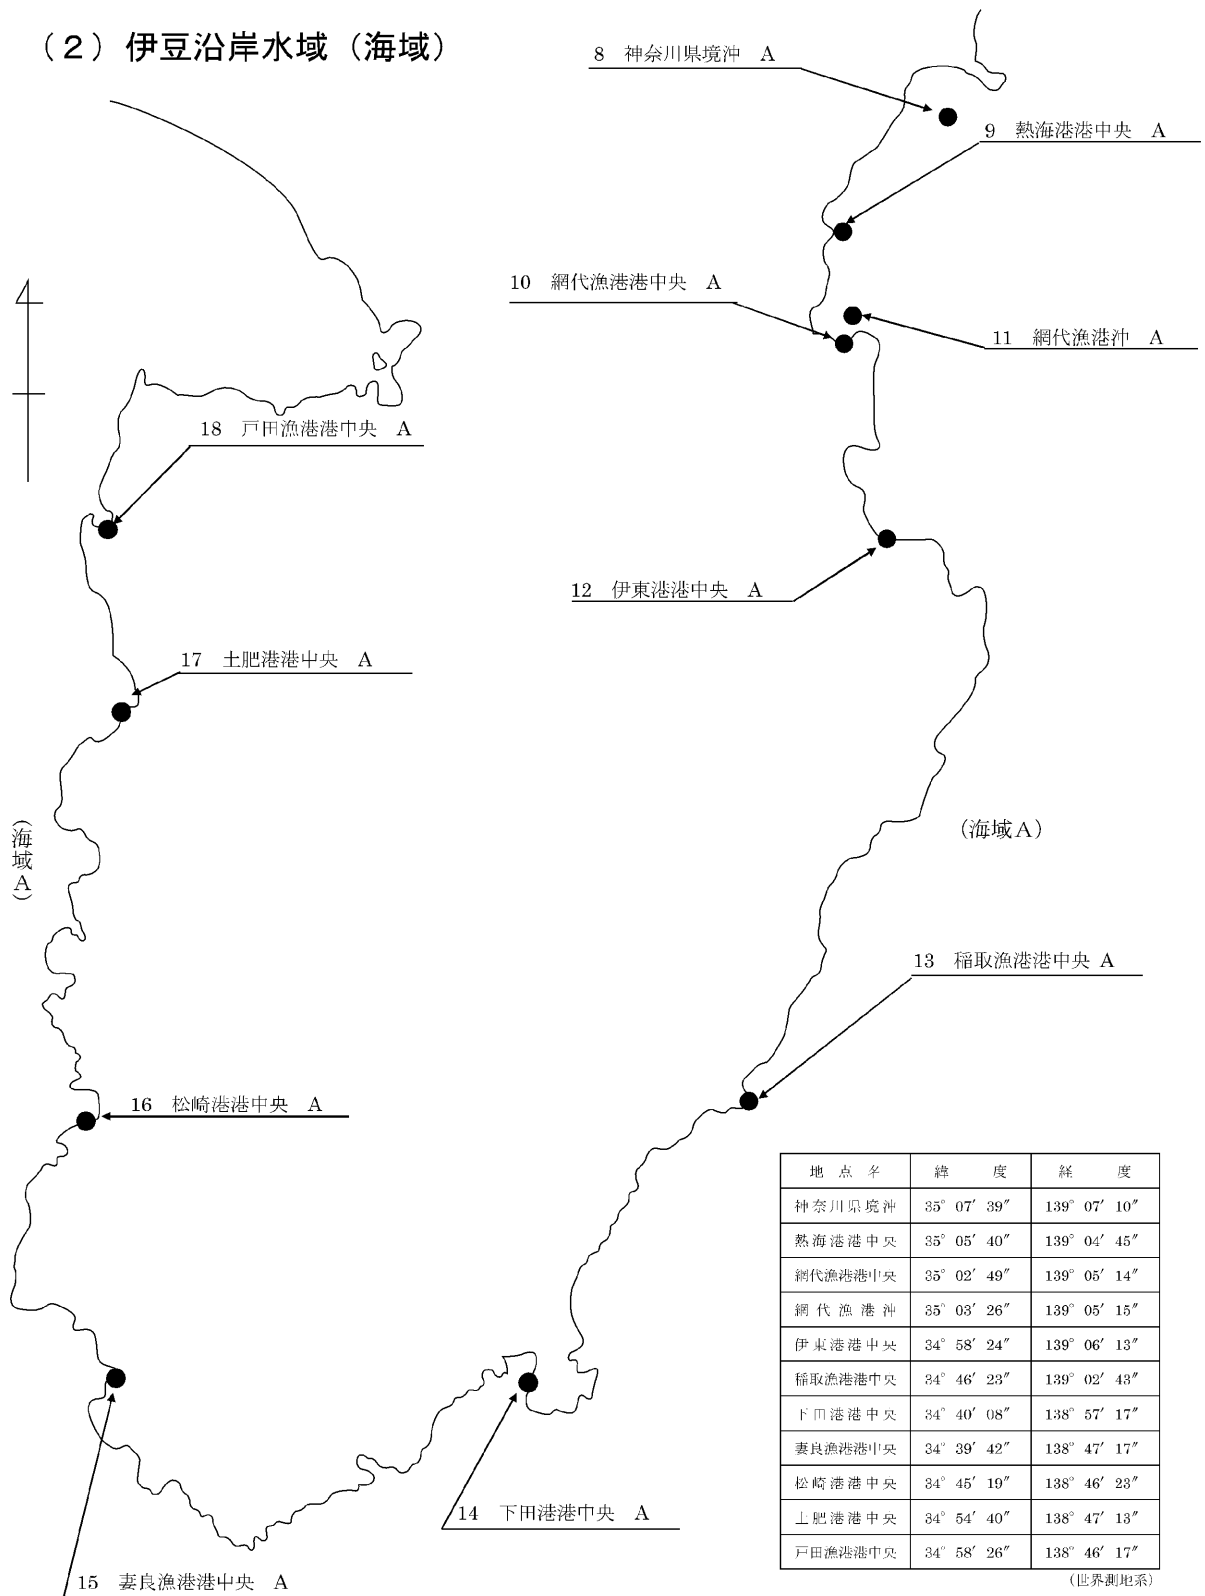 （２）伊豆沿岸水域（海域）
8　神奈川県境沖　A
9　熱海港港中央　A
10　網代漁港港中央　A
11　網代漁港沖　A
18　戸田漁港港中央　A
12　伊東港港中央　A
17　土肥港港中央　A
（海域A）
（海域A）
13　稲取漁港港中央 A
16　松崎港港中央　A
14　下田港港中央　A
15　妻良漁港港中央　A
地点名　緯度　経度
神奈川県境沖　35° 07′ 39″　139° 07′ 10″
熱海港港中央　35° 05′ 40″　139° 04′ 45″
網代漁港港中央　35° 02′ 49″　139° 05′ 14″
網代漁港沖　35° 03′ 26″　139° 05′ 15″
伊東港港中央　34° 58′ 24″　139° 06′ 13″
稲取漁港港中央　34° 46′ 23″　139° 02′ 43″
下田港港中央　34° 40′ 08″　138° 57′ 17″
妻良漁港港中央　34° 39′ 42″　138° 47′ 17″
松崎港港中央　34° 45′ 19″　138° 46′ 23″
土肥港港中央　34° 54′ 40″　138° 47′ 13″
戸田漁港港中央　34° 58′ 26″　138° 46′ 17″
（世界測地系）